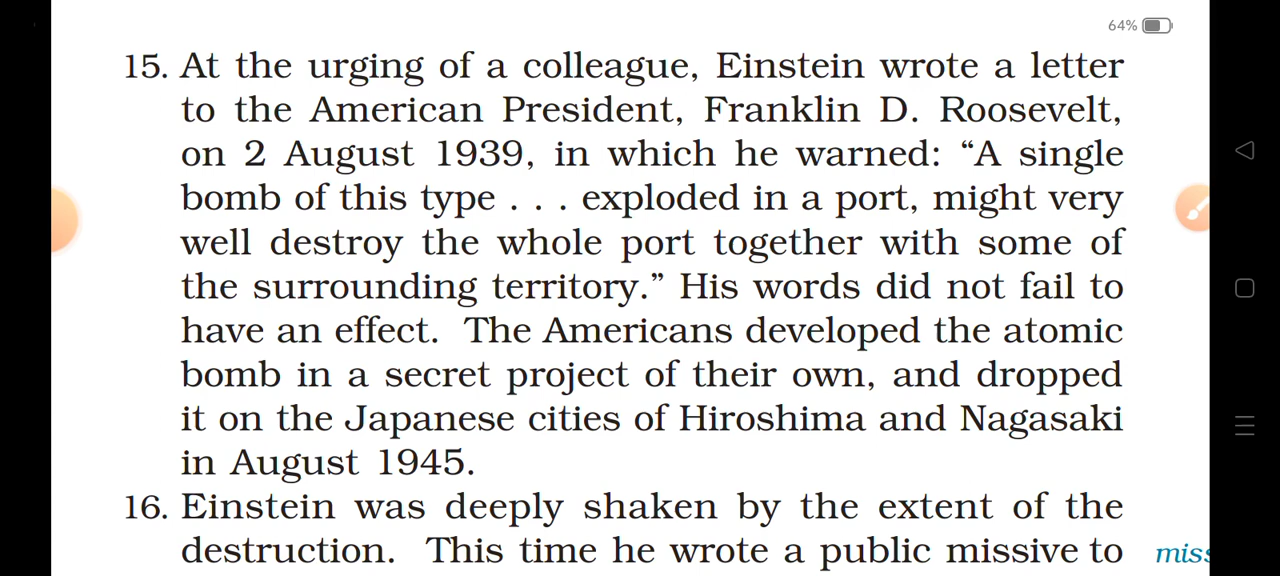 64%
15. At the urging of a colleague, Einstein wrote a letter
to the American President, Franklin D. Roosevelt,
on 2 August 1939, in which he warned: “A single
bomb of this type . . . exploded in a port, might very
well destroy the whole port together with some of
the surrounding territory.” His words did not fail to
have an effect. The Americans developed the atomic
bomb in a secret project of their own, and dropped
it on the Japanese cities of Hiroshima and Nagasaki
in August 1945.
16. Einstein was deeply shaken by the extent of the
destruction. This time he wrote a public missive to